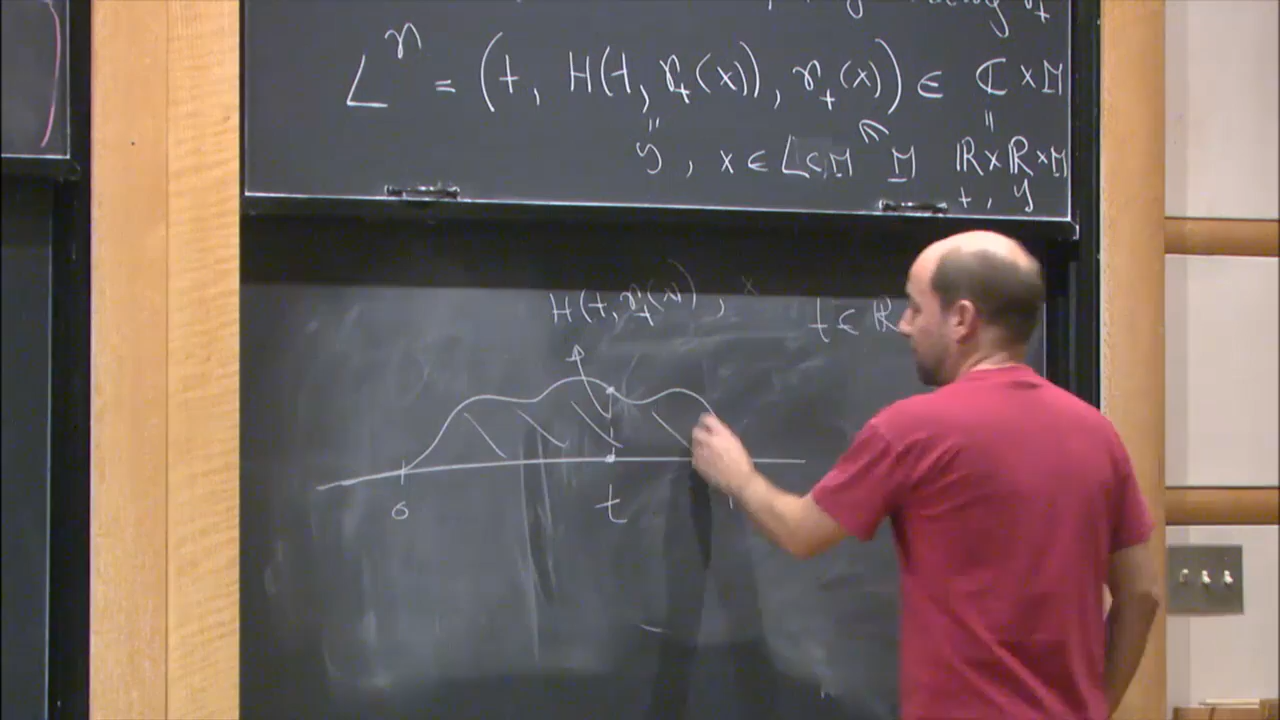 L^γ = (t, H(t, γ_t(x)), γ_t(x)) ∈ ℂ × M
" ∩ "
y, x ∈ L ⊂ M M ℝ × ℝ × M
t, y
H(t, γ_t(x)), x t ∈ ℝ
0 t